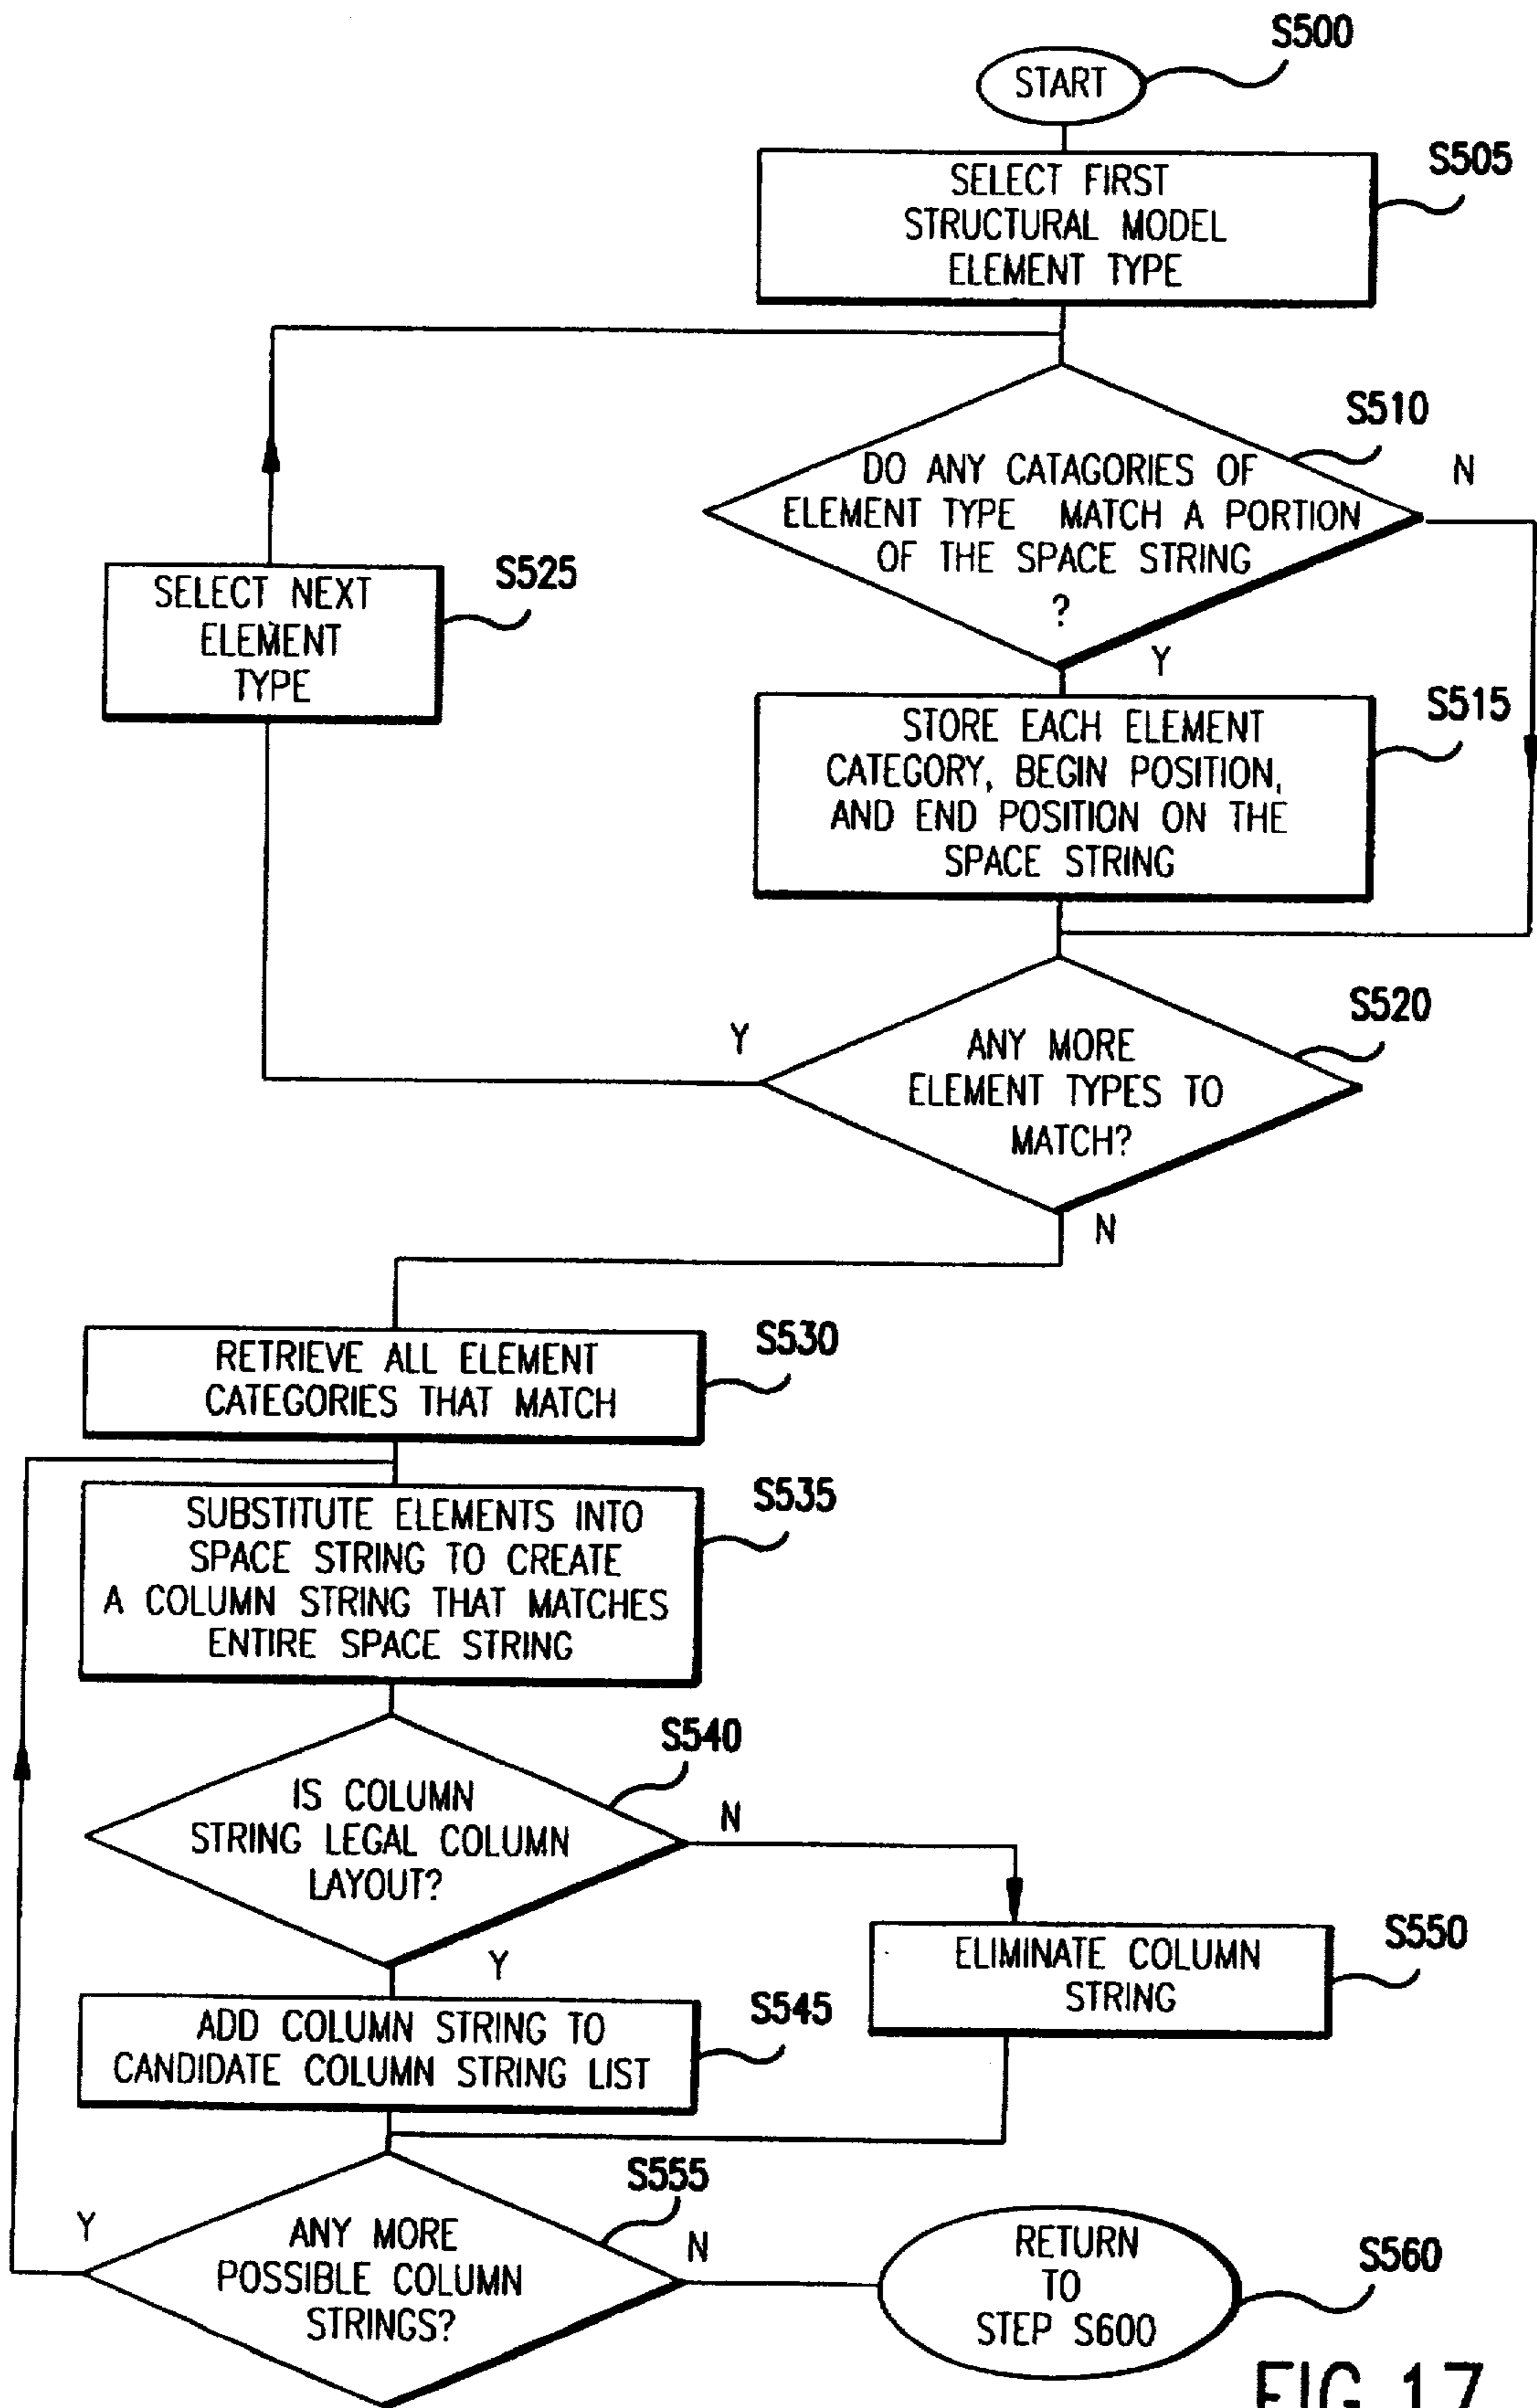 S500
START
S505
SELECT FIRST
STRUCTURAL MODEL
ELEMENT TYPE
S510
DO ANY CATAGORIES OF
ELEMENT TYPE MATCH A PORTION
OF THE SPACE STRING
?
N
Y
S525
SELECT NEXT
ELEMENT
TYPE
S515
STORE EACH ELEMENT
CATEGORY, BEGIN POSITION,
AND END POSITION ON THE
SPACE STRING
S520
Y
ANY MORE
ELEMENT TYPES TO
MATCH?
N
S530
RETRIEVE ALL ELEMENT
CATEGORIES THAT MATCH
S535
SUBSTITUTE ELEMENTS INTO
SPACE STRING TO CREATE
A COLUMN STRING THAT MATCHES
ENTIRE SPACE STRING
S540
IS COLUMN
STRING LEGAL COLUMN
LAYOUT?
N
Y
S550
ELIMINATE COLUMN
STRING
S545
ADD COLUMN STRING TO
CANDIDATE COLUMN STRING LIST
S555
Y
ANY MORE
POSSIBLE COLUMN
STRINGS?
N
RETURN
TO
STEP S600
S560
FIG. 17